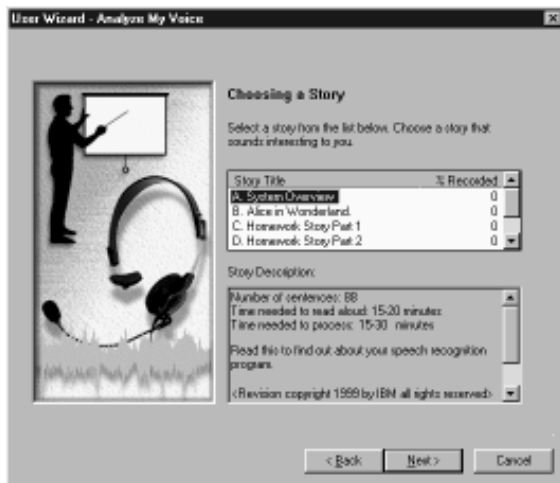 User Wizard - Analyze My Voice
Choosing a Story
Select a story from the list below. Choose a story that
sounds interesting to you.
Story Title % Recorded
A. System Overview 0
B. Alice in Wonderland. 0
C. Homework Story Part 1 0
D. Homework Story Part 2 0
Story Description:
Number of sentences: 88
Time needed to read aloud: 15-20 minutes
Time needed to process: 15-30 minutes
Read this to find out about your speech recognition
program.
<Revision copyright 1999 by IBM all rights reserved>
< Back Next > Cancel